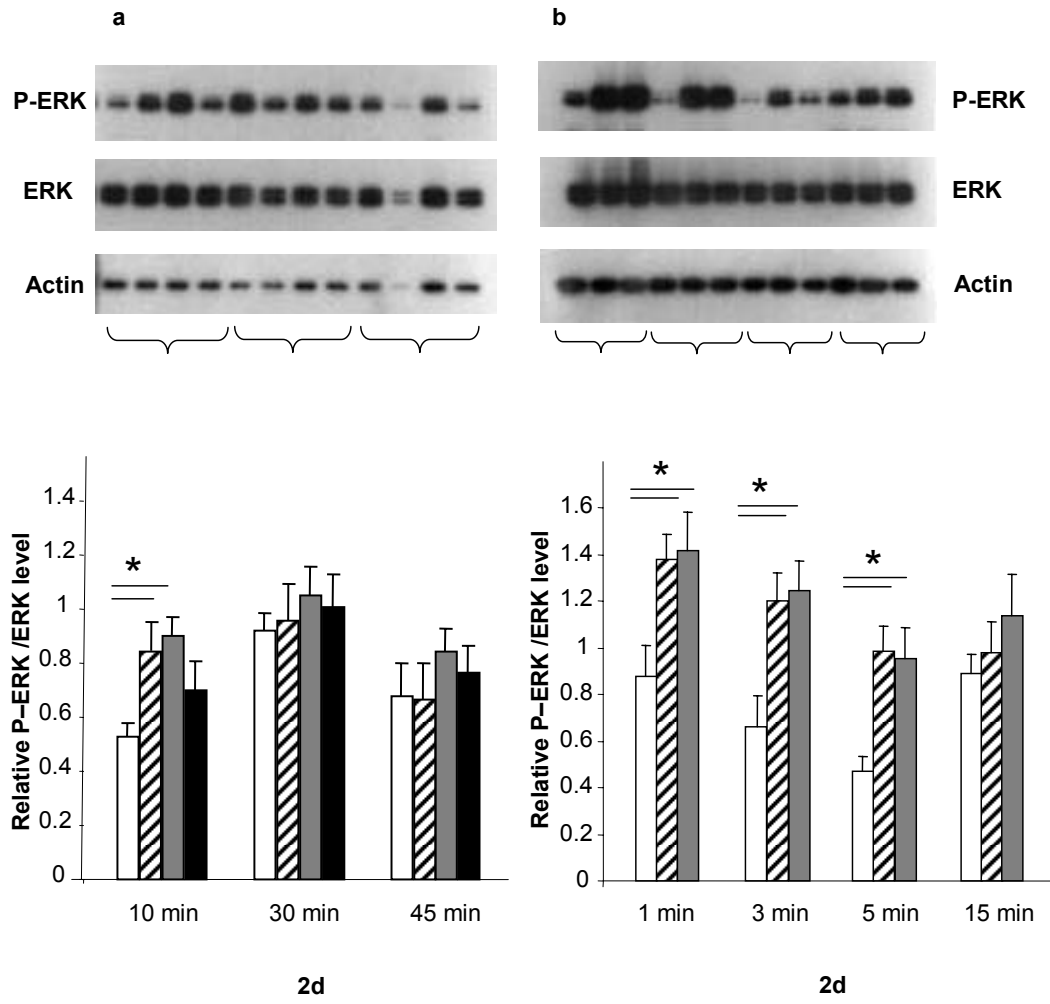 a
P-ERK
ERK
Actin
b
P-ERK
ERK
Actin
Relative P–ERK /ERK level
1.4
1.2
1
0.8
0.6
0.4
0.2
0
*
10 min 30 min 45 min
2d
Relative P–ERK /ERK level
1.6
1.4
1.2
1
0.8
0.6
0.4
0.2
0
*
*
*
1 min 3 min 5 min 15 min
2d